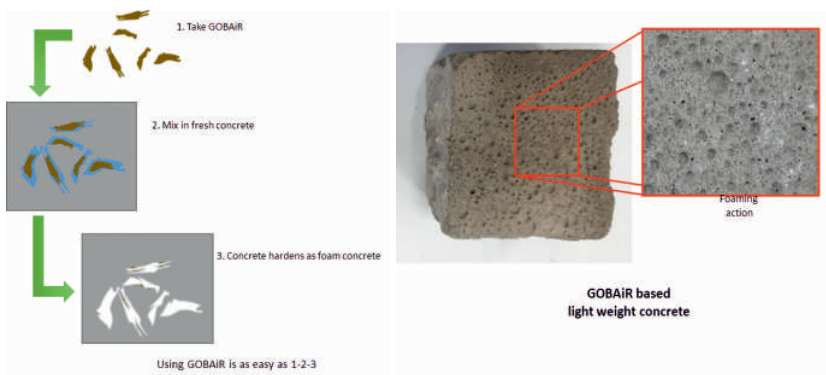 1. Take GOBAiR
2. Mix in fresh concrete
3. Concrete hardens as foam concrete
Using GOBAiR is as easy as 1-2-3
Foaming
action
GOBAiR based
light weight concrete